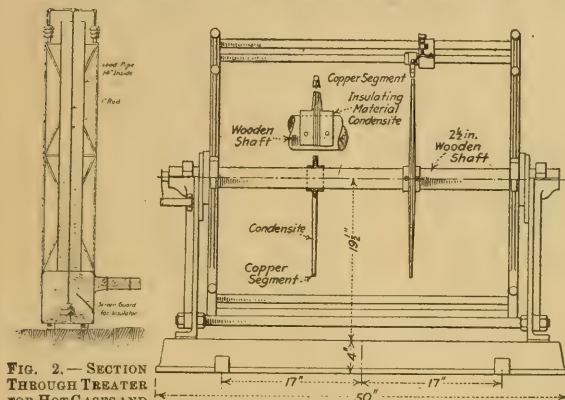 Lead Pipe
14" Inside
1" Rod
Screen Guard
for Insulator
FIG. 2.—SECTION
THROUGH TREATER
FOR HOT GASES AND
Copper Segment
Insulating
Material
Condensite
Wooden
Shaft
2½ in.
Wooden
Shaft
Condensite
Copper
Segment
19½"
4"
17"
17"
50"